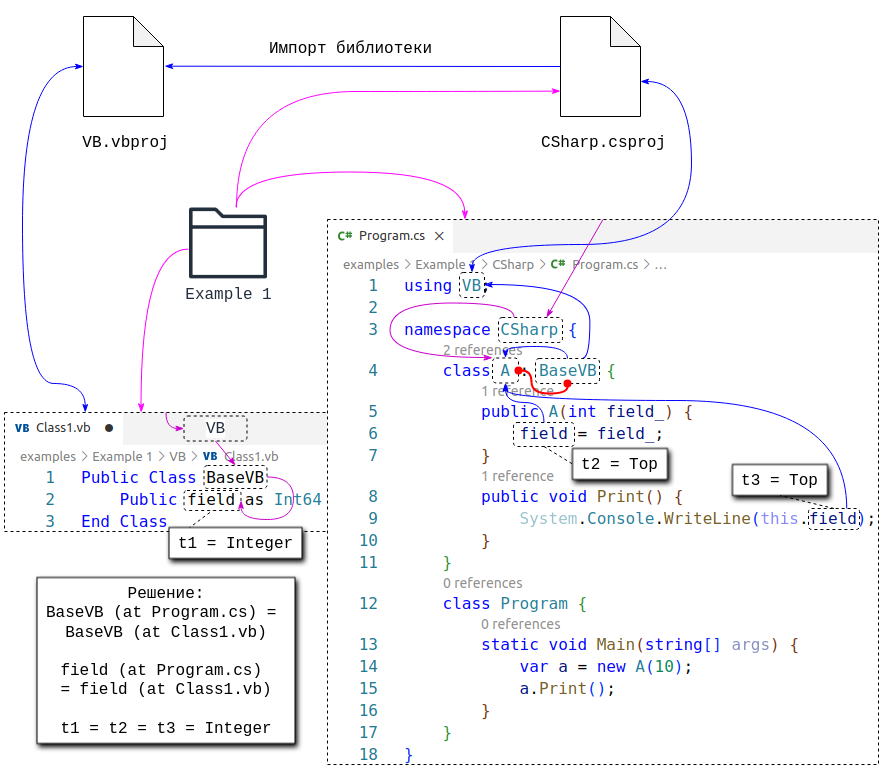 Импорт библиотеки
VB.vbproj
CSharp.csproj
Example 1
C# Program.cs ×
examples > Example > CSharp > C# Program.cs > ...
1 using VB;
2
3 namespace CSharp {
2 references
4 class A : BaseVB {
1 reference
5 public A(int field_) {
6 field = field_;
7 }
t2 = Top
1 reference
t3 = Top
8 public void Print() {
9 System.Console.WriteLine(this.field);
10 }
11 }
0 references
12 class Program {
0 references
13 static void Main(string[] args) {
14 var a = new A(10);
15 a.Print();
16 }
17 }
18 }
VB Class1.vb ●
VB
examples > Example 1 > VB > VB Class1.vb
1 Public Class BaseVB
2 Public field as Int64
3 End Class
t1 = Integer
Решение:
BaseVB (at Program.cs) =
BaseVB (at Class1.vb)
field (at Program.cs)
= field (at Class1.vb)
t1 = t2 = t3 = Integer